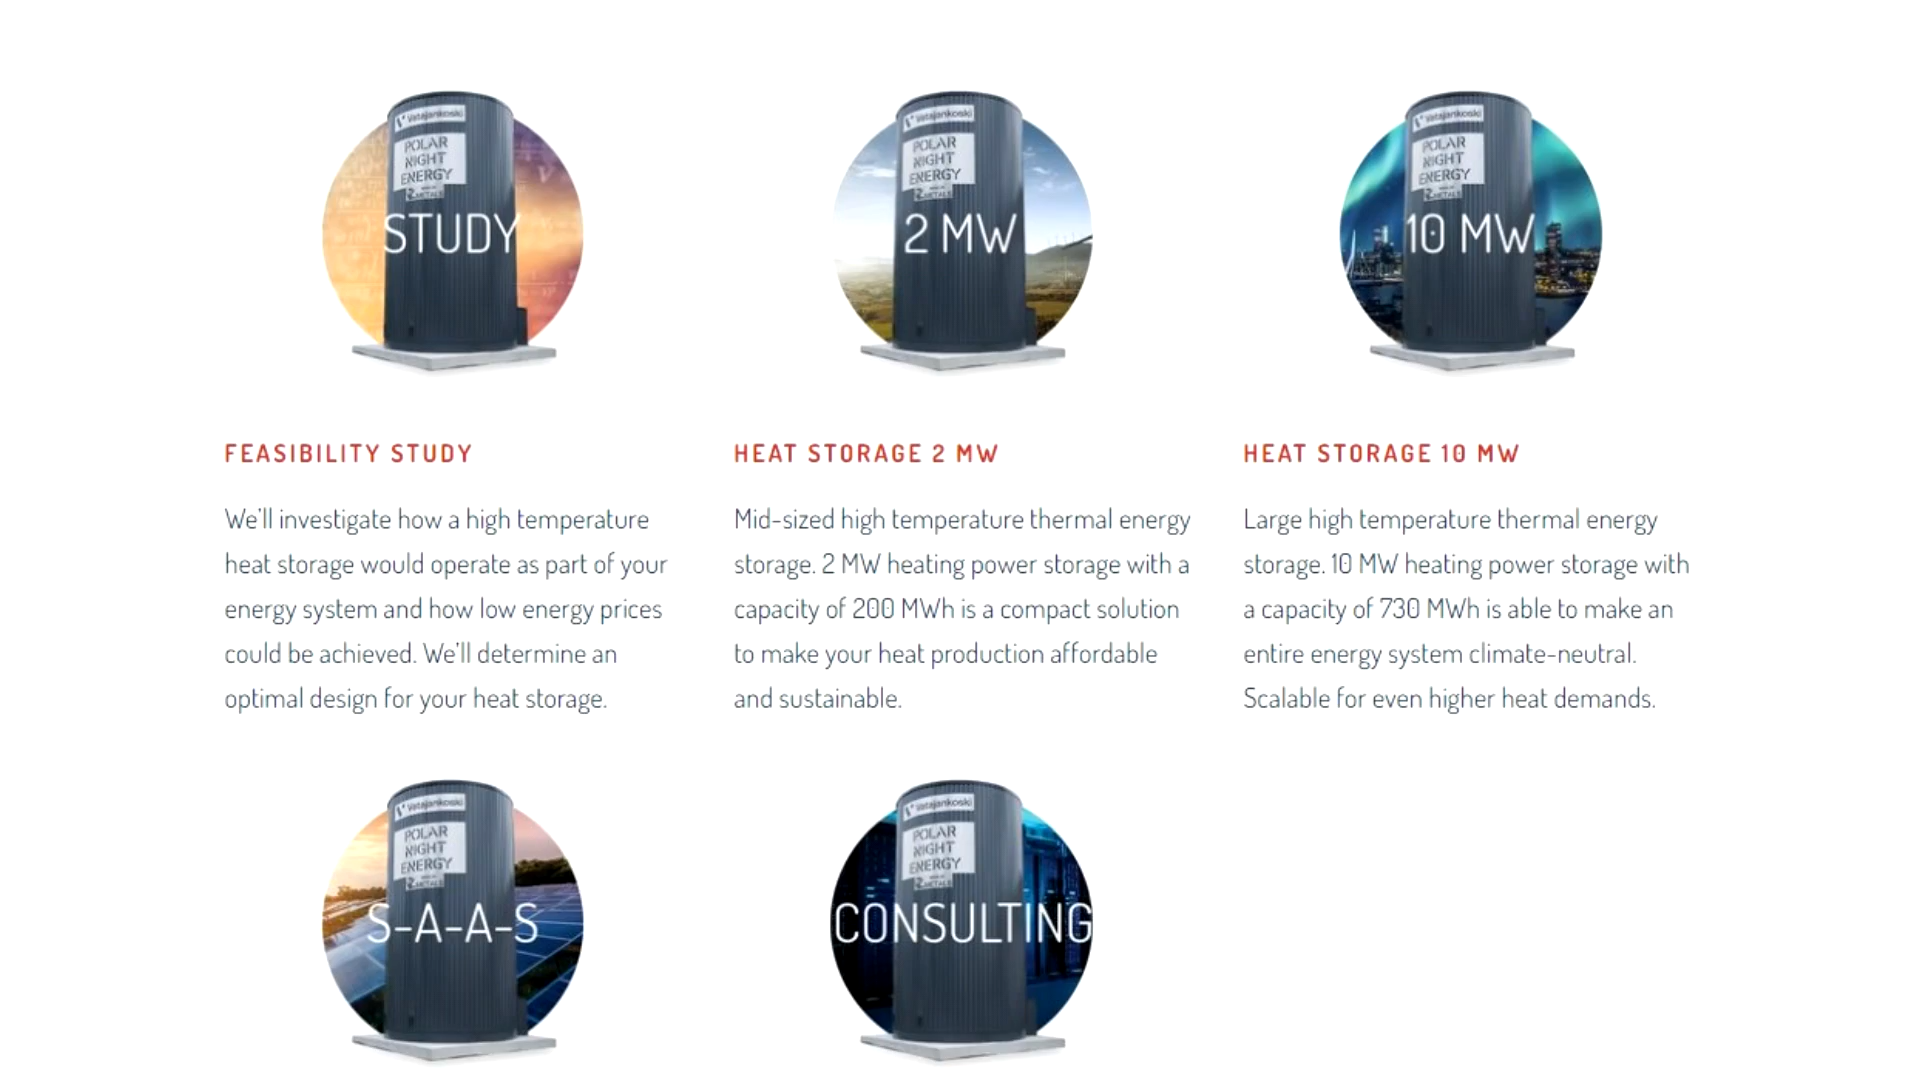 Vatajankoski
POLAR
NIGHT
ENERGY
METALS
STUDY
Vatajankoski
POLAR
NIGHT
ENERGY
METALS
2 MW
Vatajankoski
POLAR
NIGHT
ENERGY
METALS
10 MW
FEASIBILITY STUDY
We'll investigate how a high temperature
heat storage would operate as part of your
energy system and how low energy prices
could be achieved. We'll determine an
optimal design for your heat storage.
HEAT STORAGE 2 MW
Mid-sized high temperature thermal energy
storage. 2 MW heating power storage with a
capacity of 200 MWh is a compact solution
to make your heat production affordable
and sustainable.
HEAT STORAGE 10 MW
Large high temperature thermal energy
storage. 10 MW heating power storage with
a capacity of 730 MWh is able to make an
entire energy system climate-neutral.
Scalable for even higher heat demands.
Vatajankoski
POLAR
NIGHT
ENERGY
METALS
S-A-A-S
Vatajankoski
POLAR
NIGHT
ENERGY
METALS
CONSULTING